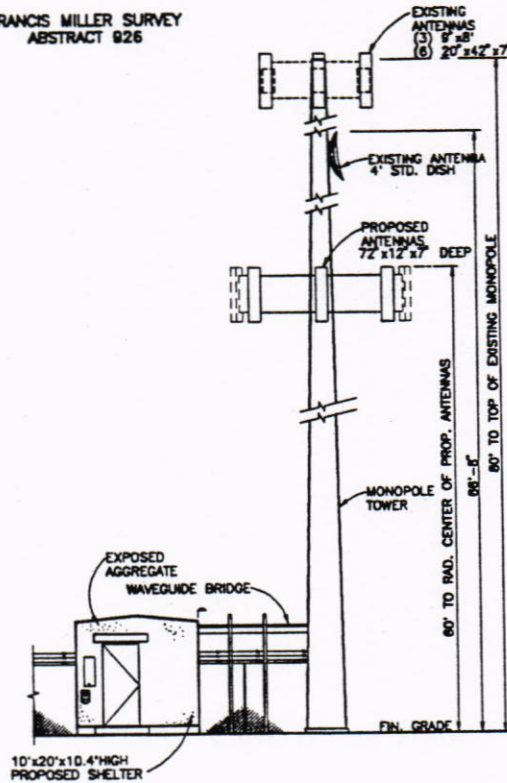 RANCIS MILLER SURVEY
ABSTRACT 926
EXISTING
ANTENNAS
(3) 9"x8'
(6) 20"x42"x7"
EXISTING ANTENNA
4' STD. DISH
PROPOSED
ANTENNAS
72"x12"x7" DEEP
80' TO TOP OF EXISTING MONOPOLE
66'-8"
60' TO RAD. CENTER OF PROP. ANTENNAS
MONOPOLE
TOWER
EXPOSED
AGGREGATE
WAVEGUIDE BRIDGE
FIN. GRADE
10'x20'x10.4'HIGH
PROPOSED SHELTER